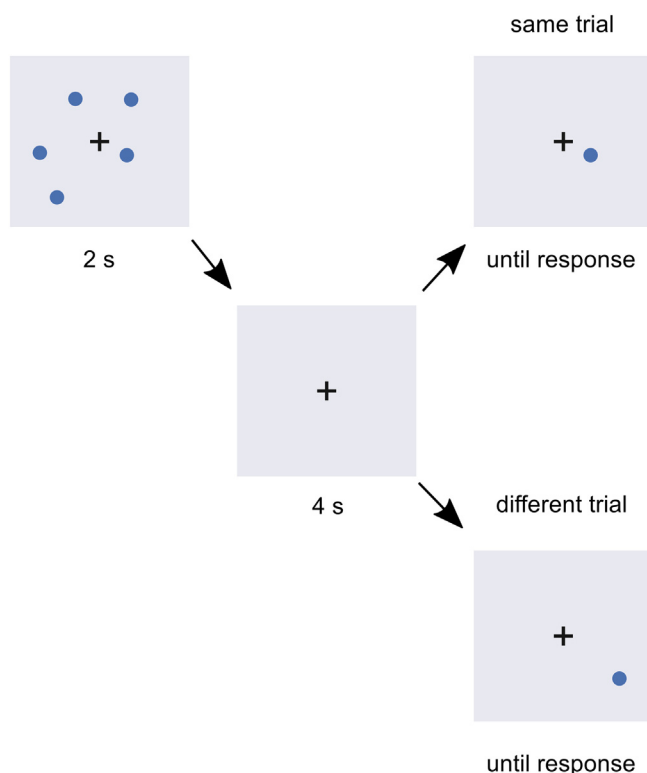 same trial
2 s
until response
4 s
different trial
until response